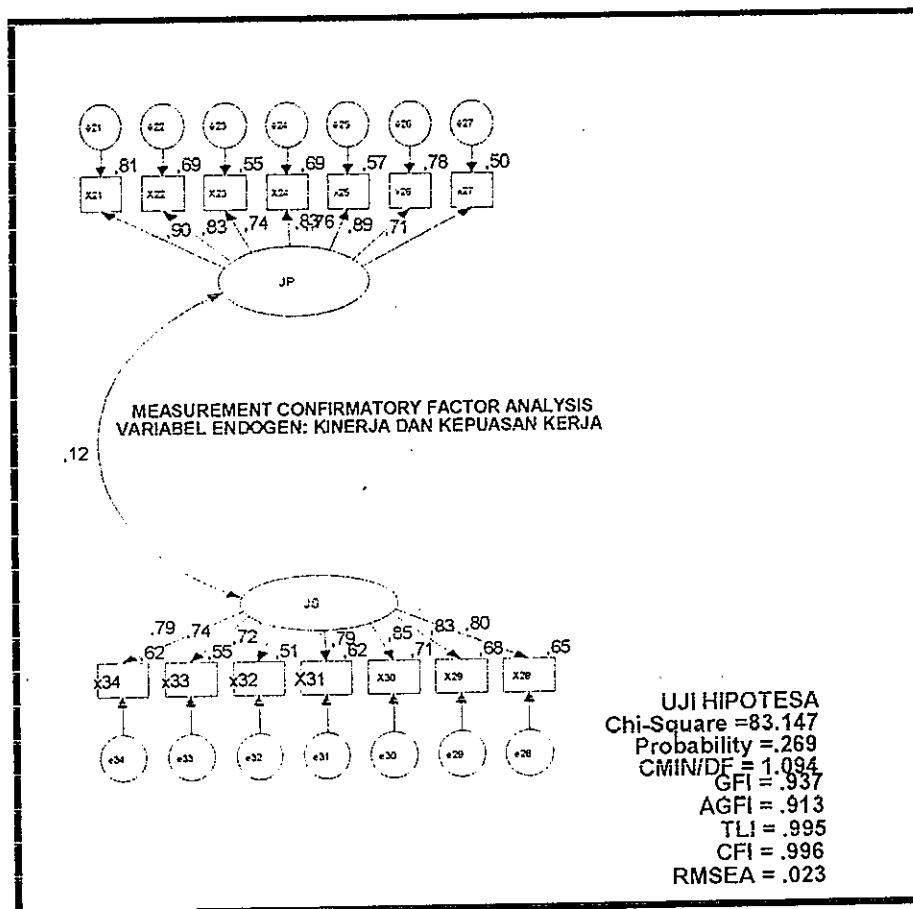 e21 e22 e23 e24 e25 e26 e27
.81 .69 .55 .69 .57 .78 .50
X21 X22 X23 X24 x25 x26 x27
.90 .83 .74 .83 .76 .89 .71
JP
MEASUREMENT CONFIRMATORY FACTOR ANALYSIS
VARIABEL ENDOGEN: KINERJA DAN KEPUASAN KERJA
.12
JS
.79 .74 .72 .79 .85 .83 .80
.62 .55 .51 .62 .71 .68 .65
x34 x33 x32 X31 X30 X29 X28
e34 e33 e32 e31 e30 e29 e28
UJI HIPOTESA
Chi-Square =83.147
Probability =.269
CMIN/DF = 1.094
GFI = .937
AGFI = .913
TLI = .995
CFI = .996
RMSEA = .023